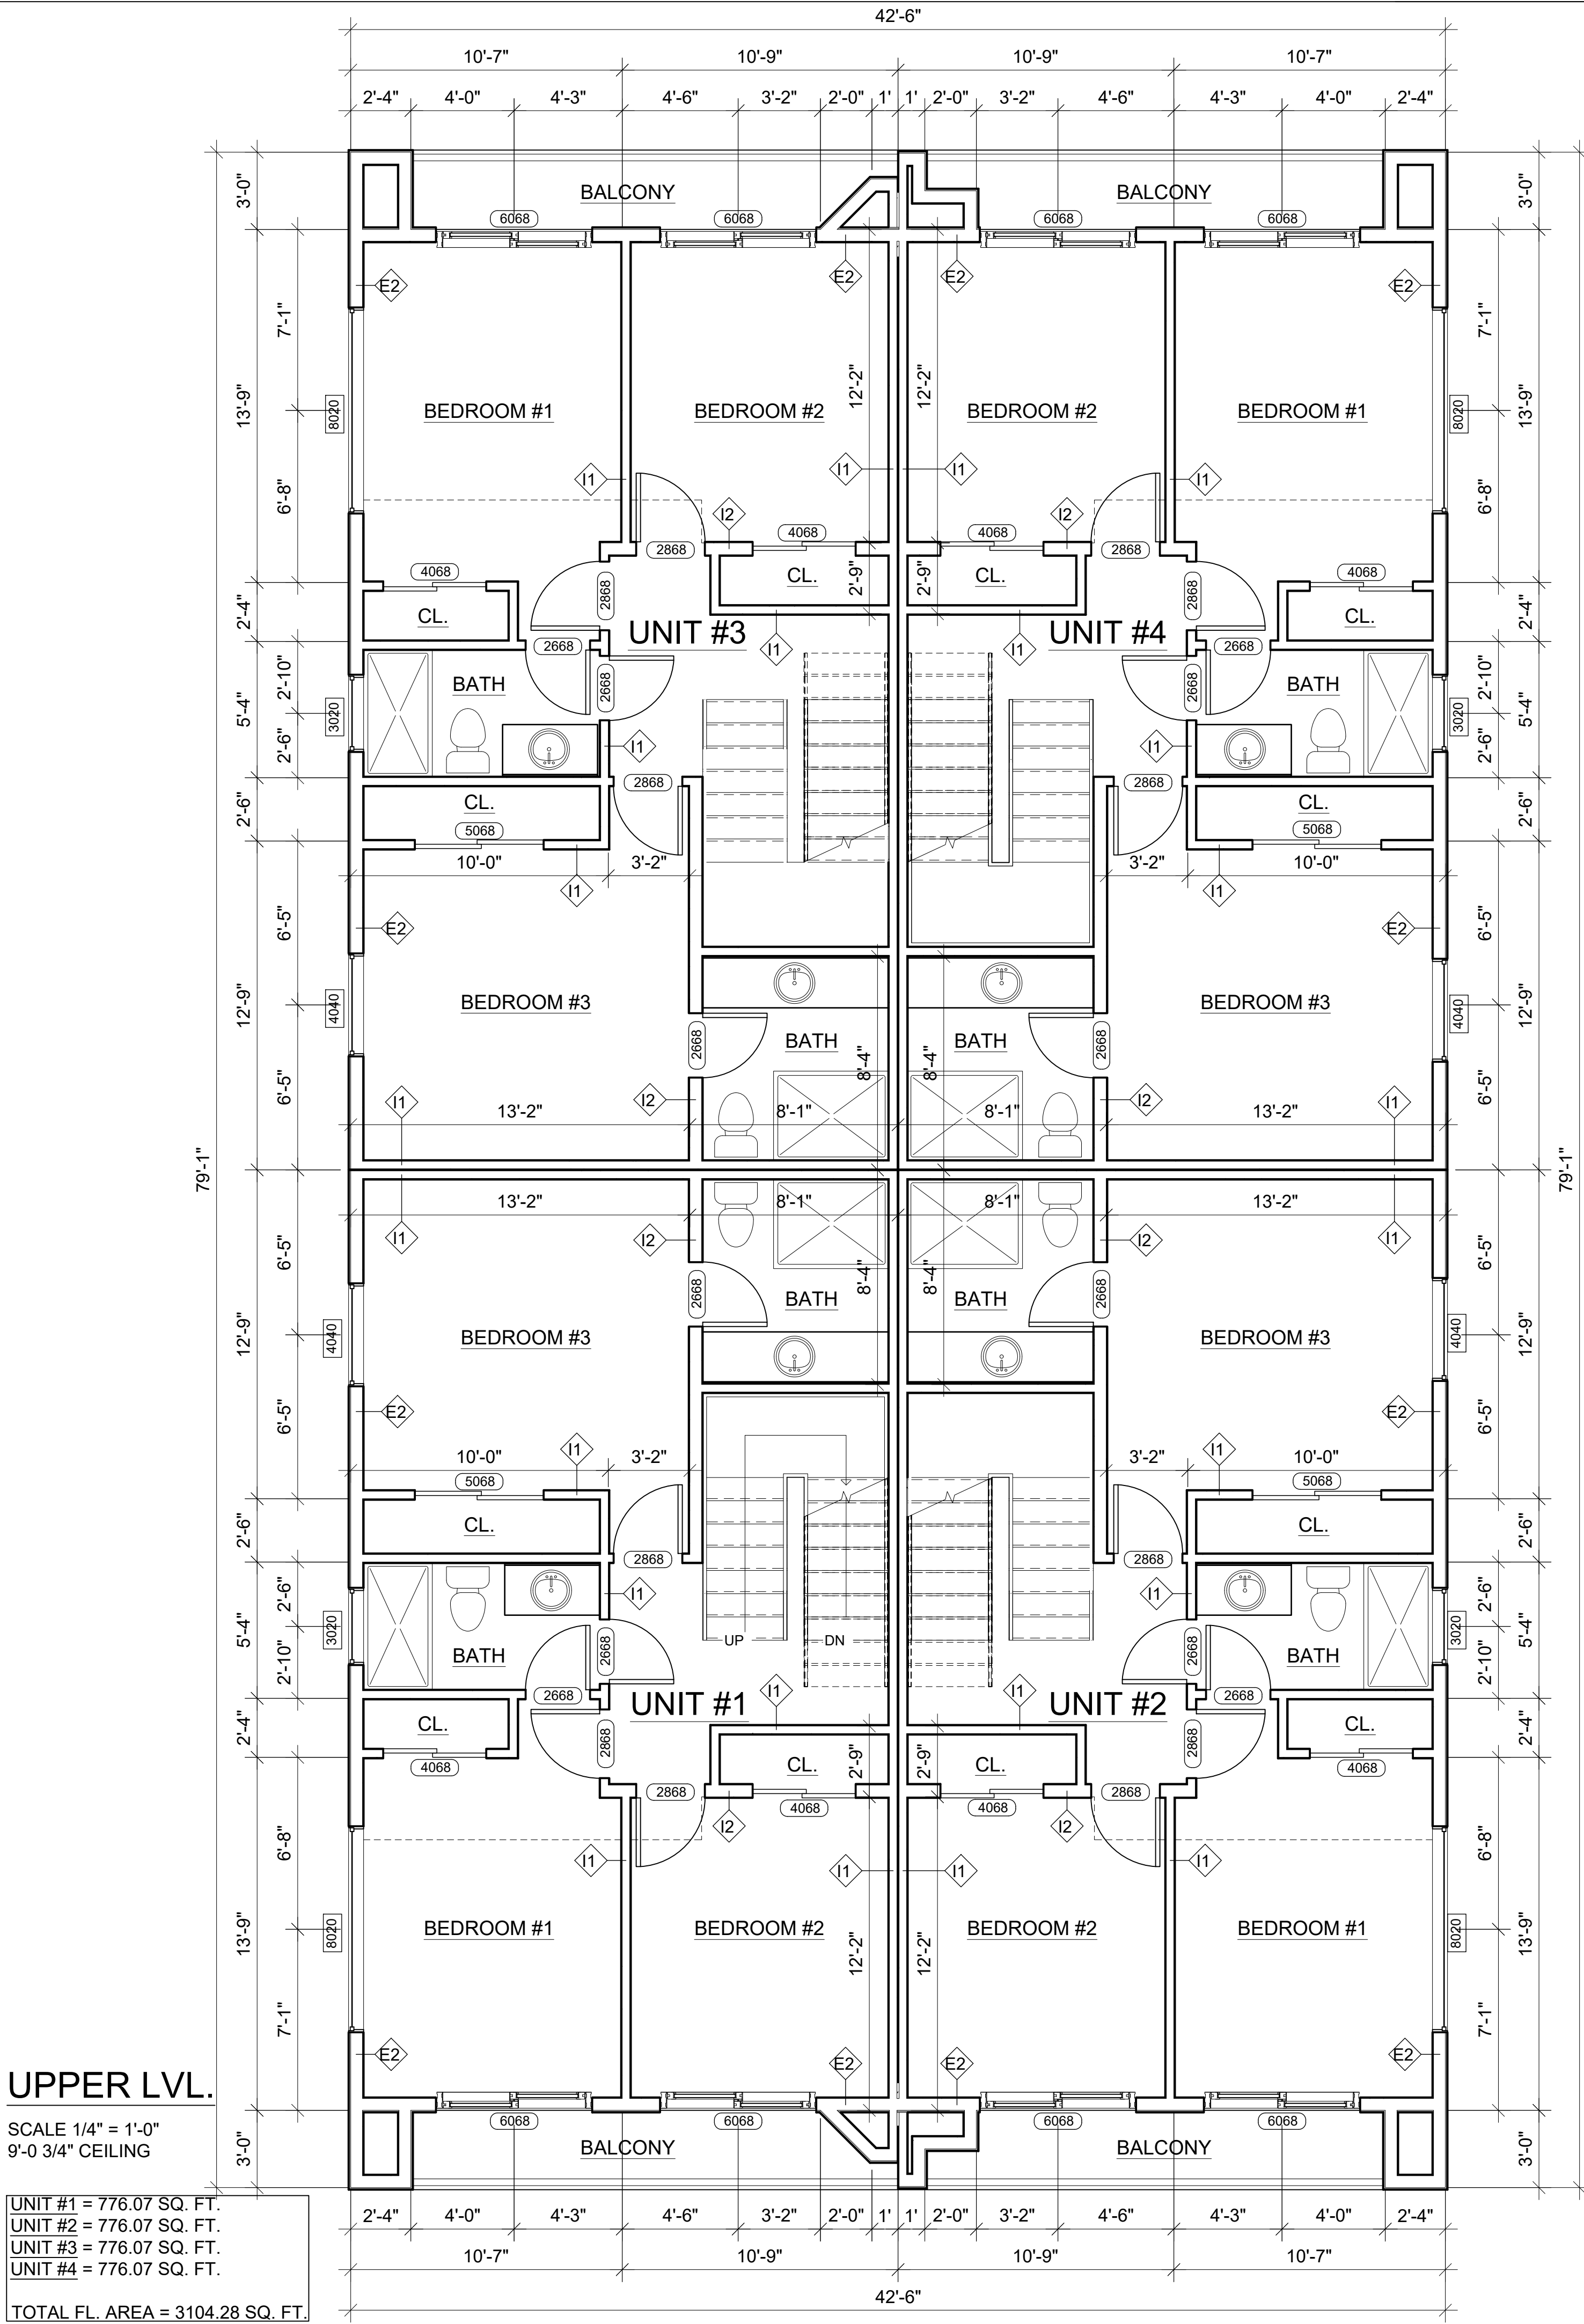 42'-6"
10'-7" 10'-9" 10'-9" 10'-7"
2'-4" 4'-0" 4'-3" 4'-6" 3'-2" 2'-0" 1' 1' 2'-0" 3'-2" 4'-6" 4'-3" 4'-0" 2'-4"
3'-0" BALCONY BALCONY 3'-0"
6068 6068 6068 6068
E2 E2 E2 E2
7'-1" 7'-1"
13'-9" 8020 BEDROOM #1 BEDROOM #2 12'-2" 12'-2" BEDROOM #2 BEDROOM #1 8020 13'-9"
I1 I1 I1 I1
6'-8" 6'-8"
I2 I2
2868 4068 4068 2868
4068 CL. 2'-9" 2'-9" CL. 4068
2'-4" CL. 2868 2868 CL. 2'-4"
UNIT #3 UNIT #4
2668 I1 I1 2668
2'-10" BATH 2668 2668 BATH 2'-10"
5'-4" 3020 3020 5'-4"
2'-6" I1 I1 2'-6"
2868 2868
2'-6" CL. CL. 2'-6"
5068 5068
10'-0" 3'-2" 3'-2" 10'-0"
I1 I1
6'-5" E2 E2 6'-5"
12'-9" 4040 BEDROOM #3 BEDROOM #3 4040 12'-9"
2668 BATH 8'-4" 8'-4" BATH 2668
6'-5" I1 I2 I2 I1 6'-5"
13'-2" 8'-1" 8'-1" 13'-2"
79'-1" 79'-1"
13'-2" 8'-1" 8'-1" 13'-2"
6'-5" I1 I2 I2 I1 6'-5"
2668 BATH 8'-4" 8'-4" BATH 2668
12'-9" 4040 BEDROOM #3 BEDROOM #3 4040 12'-9"
6'-5" E2 E2 6'-5"
I1 I1
10'-0" 3'-2" 3'-2" 10'-0"
5068 5068
2'-6" CL. CL. 2'-6"
2868 2868
2'-6" I1 I1 2'-6"
5'-4" 3020 UP DN 3020 5'-4"
2'-10" BATH 2668 2668 BATH 2'-10"
2668 I1 I1 2668
UNIT #1 UNIT #2
2'-4" CL. 2868 2868 CL. 2'-4"
4068 CL. 2'-9" 2'-9" CL. 4068
2868 4068 4068 2868
I2 I2
6'-8" 6'-8"
I1 I1 I1 I1
13'-9" 8020 BEDROOM #1 BEDROOM #2 12'-2" 12'-2" BEDROOM #2 BEDROOM #1 8020 13'-9"
7'-1" 7'-1"
E2 E2 E2 E2
6068 6068 6068 6068
3'-0" BALCONY BALCONY 3'-0"
2'-4" 4'-0" 4'-3" 4'-6" 3'-2" 2'-0" 1' 1' 2'-0" 3'-2" 4'-6" 4'-3" 4'-0" 2'-4"
10'-7" 10'-9" 10'-9" 10'-7"
42'-6"
UPPER LVL.
SCALE 1/4" = 1'-0"
9'-0 3/4" CEILING
UNIT #1 = 776.07 SQ. FT.
UNIT #2 = 776.07 SQ. FT.
UNIT #3 = 776.07 SQ. FT.
UNIT #4 = 776.07 SQ. FT.
TOTAL FL. AREA = 3104.28 SQ. FT.